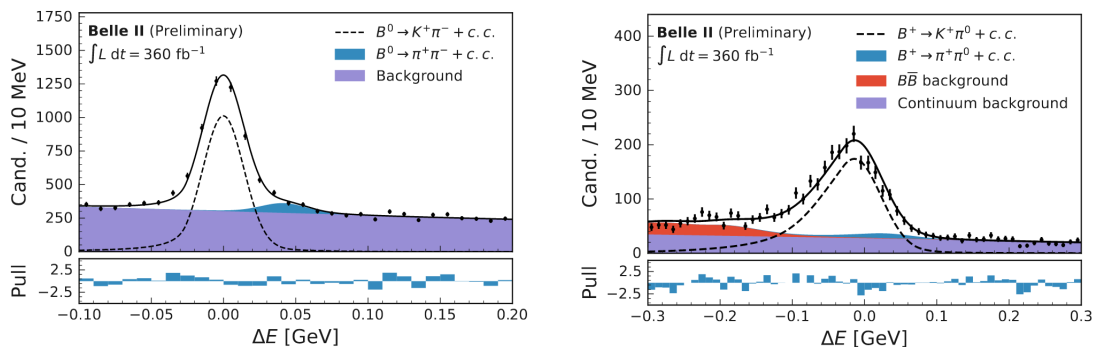 Belle II (Preliminary)
∫L dt = 360 fb⁻¹
B⁰ → K⁺π⁻ + c. c.
B⁰ → π⁺π⁻ + c. c.
Background
Cand. / 10 MeV
1750
1500
1250
1000
750
500
250
0
Pull
2.5
−2.5
−0.10
−0.05
0.00
0.05
0.10
0.15
0.20
ΔE [GeV]
Belle II (Preliminary)
∫L dt = 360 fb⁻¹
B⁺ → K⁺π⁰ + c. c.
B⁺ → π⁺π⁰ + c. c.
BB̅ background
Continuum background
Cand. / 10 MeV
400
300
200
100
0
Pull
2.5
−2.5
−0.3
−0.2
−0.1
0.0
0.1
0.2
0.3
ΔE [GeV]